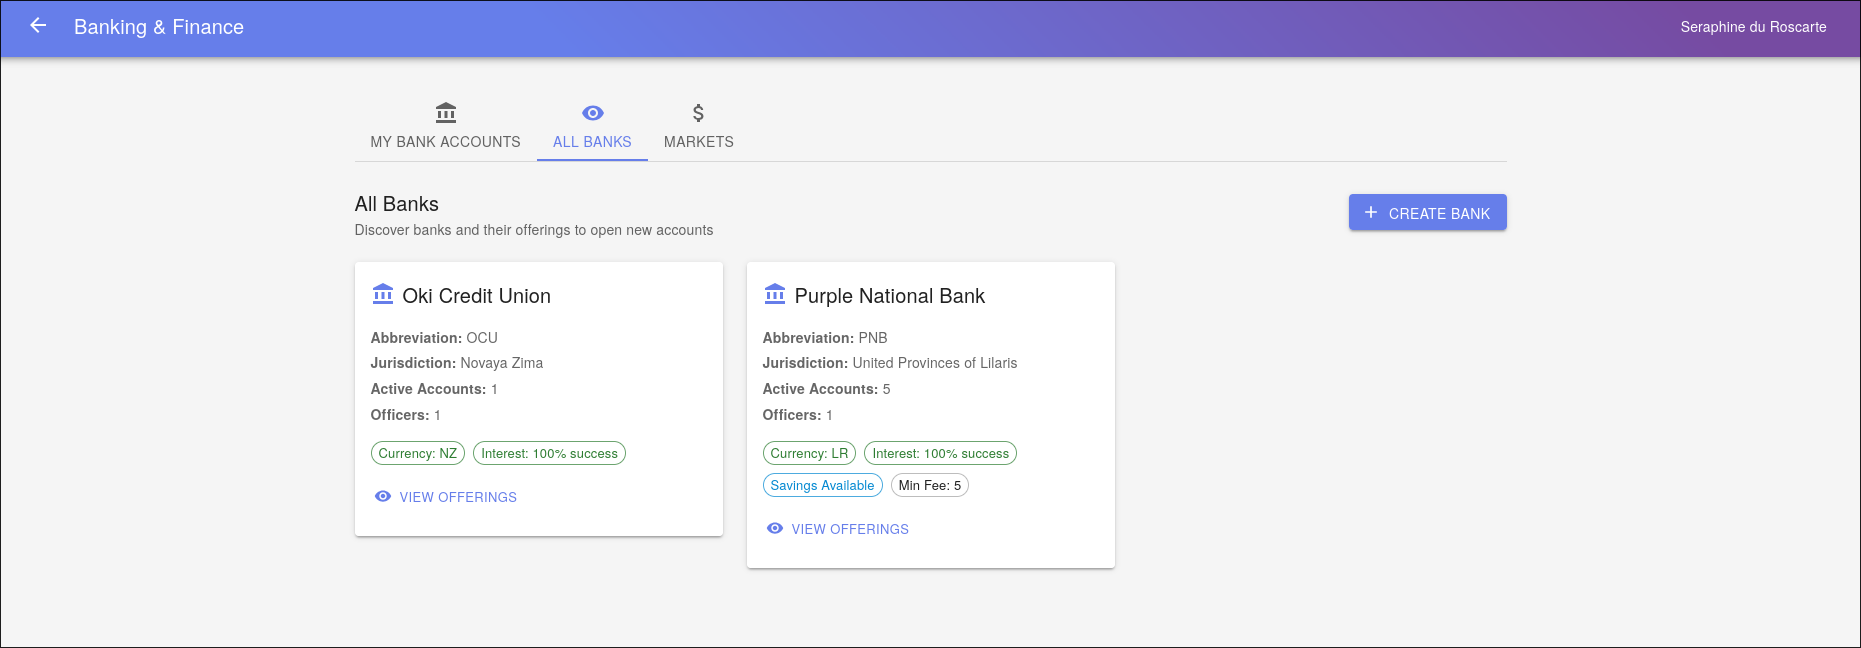 Banking & Finance
Seraphine du Roscarte
MY BANK ACCOUNTS
ALL BANKS
MARKETS
All Banks
Discover banks and their offerings to open new accounts
CREATE BANK
Oki Credit Union
Abbreviation: OCU
Jurisdiction: Novaya Zima
Active Accounts: 1
Officers: 1
Currency: NZ
Interest: 100% success
VIEW OFFERINGS
Purple National Bank
Abbreviation: PNB
Jurisdiction: United Provinces of Lilaris
Active Accounts: 5
Officers: 1
Currency: LR
Interest: 100% success
Savings Available
Min Fee: 5
VIEW OFFERINGS